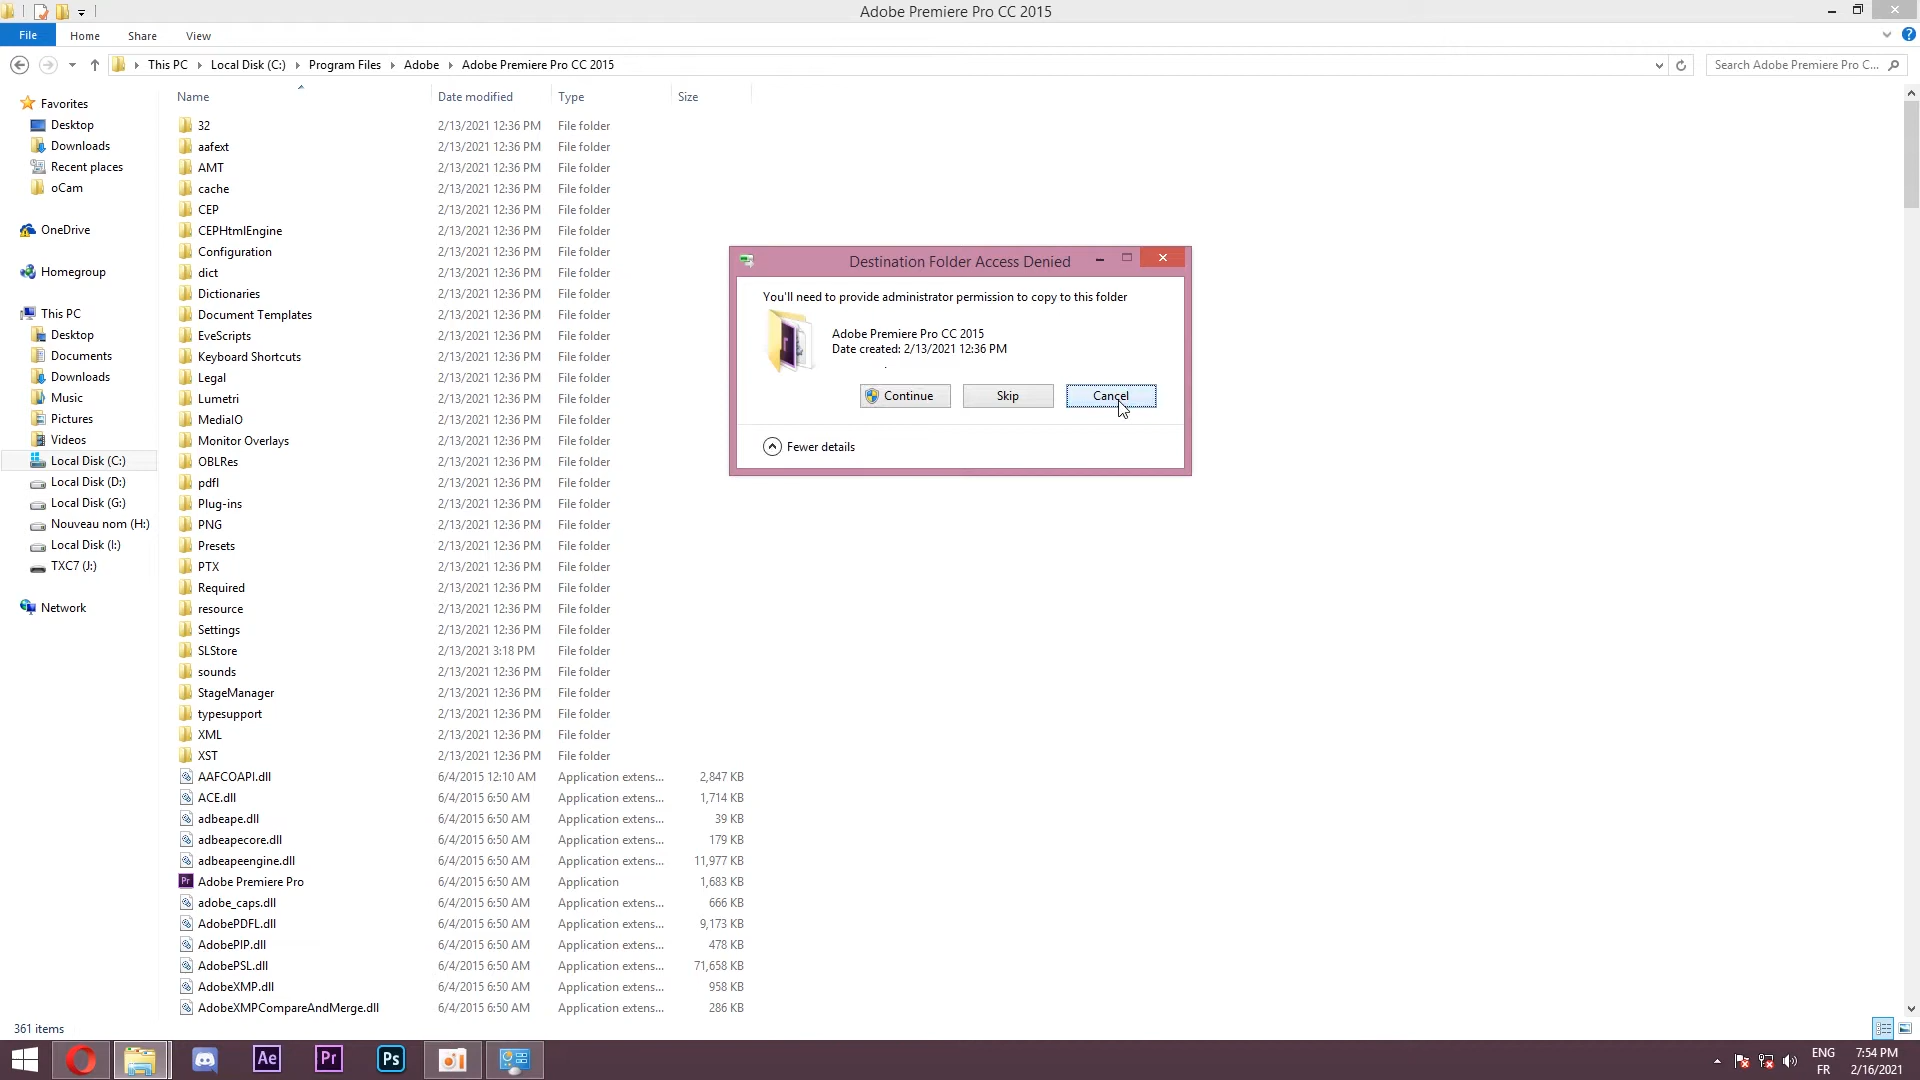 Adobe Premiere Pro CC 2015
File Home Share View
This PC Local Disk (C:) Program Files Adobe Adobe Premiere Pro CC 2015
Search Adobe Premiere Pro C...
Favorites
Desktop
Downloads
Recent places
oCam
OneDrive
Homegroup
This PC
Desktop
Documents
Downloads
Music
Pictures
Videos
Local Disk (C:)
Local Disk (D:)
Local Disk (G:)
Nouveau nom (H:)
Local Disk (I:)
TXC7 (J:)
Network
Name Date modified Type Size
32 2/13/2021 12:36 PM File folder
aafext 2/13/2021 12:36 PM File folder
AMT 2/13/2021 12:36 PM File folder
cache 2/13/2021 12:36 PM File folder
CEP 2/13/2021 12:36 PM File folder
CEPHtmlEngine 2/13/2021 12:36 PM File folder
Configuration 2/13/2021 12:36 PM File folder
dict 2/13/2021 12:36 PM File folder
Dictionaries 2/13/2021 12:36 PM File folder
Document Templates 2/13/2021 12:36 PM File folder
EveScripts 2/13/2021 12:36 PM File folder
Keyboard Shortcuts 2/13/2021 12:36 PM File folder
Legal 2/13/2021 12:36 PM File folder
Lumetri 2/13/2021 12:36 PM File folder
MediaIO 2/13/2021 12:36 PM File folder
Monitor Overlays 2/13/2021 12:36 PM File folder
OBLRes 2/13/2021 12:36 PM File folder
pdfl 2/13/2021 12:36 PM File folder
Plug-ins 2/13/2021 12:36 PM File folder
PNG 2/13/2021 12:36 PM File folder
Presets 2/13/2021 12:36 PM File folder
PTX 2/13/2021 12:36 PM File folder
Required 2/13/2021 12:36 PM File folder
resource 2/13/2021 12:36 PM File folder
Settings 2/13/2021 12:36 PM File folder
SLStore 2/13/2021 3:18 PM File folder
sounds 2/13/2021 12:36 PM File folder
StageManager 2/13/2021 12:36 PM File folder
typesupport 2/13/2021 12:36 PM File folder
XML 2/13/2021 12:36 PM File folder
XST 2/13/2021 12:36 PM File folder
AAFCOAPI.dll 6/4/2015 12:10 AM Application extens... 2,847 KB
ACE.dll 6/4/2015 6:50 AM Application extens... 1,714 KB
adbeape.dll 6/4/2015 6:50 AM Application extens... 39 KB
adbeapecore.dll 6/4/2015 6:50 AM Application extens... 179 KB
adbeapeengine.dll 6/4/2015 6:50 AM Application extens... 11,977 KB
Adobe Premiere Pro 6/4/2015 6:50 AM Application 1,683 KB
adobe_caps.dll 6/4/2015 6:50 AM Application extens... 666 KB
AdobePDFL.dll 6/4/2015 6:50 AM Application extens... 9,173 KB
AdobePIP.dll 6/4/2015 6:50 AM Application extens... 478 KB
AdobePSL.dll 6/4/2015 6:50 AM Application extens... 71,658 KB
AdobeXMP.dll 6/4/2015 6:50 AM Application extens... 958 KB
AdobeXMPCompareAndMerge.dll 6/4/2015 6:50 AM Application extens... 286 KB
Destination Folder Access Denied
You'll need to provide administrator permission to copy to this folder
Adobe Premiere Pro CC 2015
Date created: 2/13/2021 12:36 PM
Continue Skip Cancel
Fewer details
361 items
Ae Pr Ps
ENG 7:54 PM
FR 2/16/2021